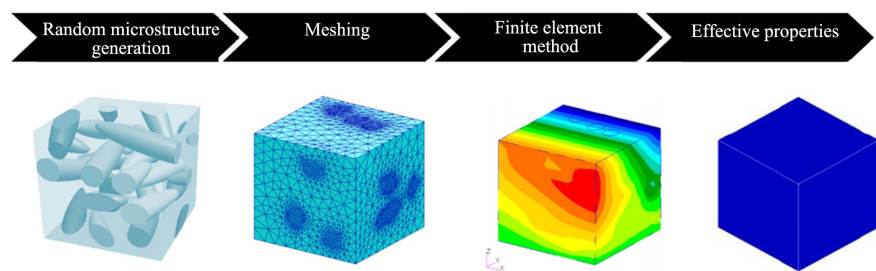 Random microstructure
generation
Meshing
Finite element
method
Effective properties
Z
Y
X